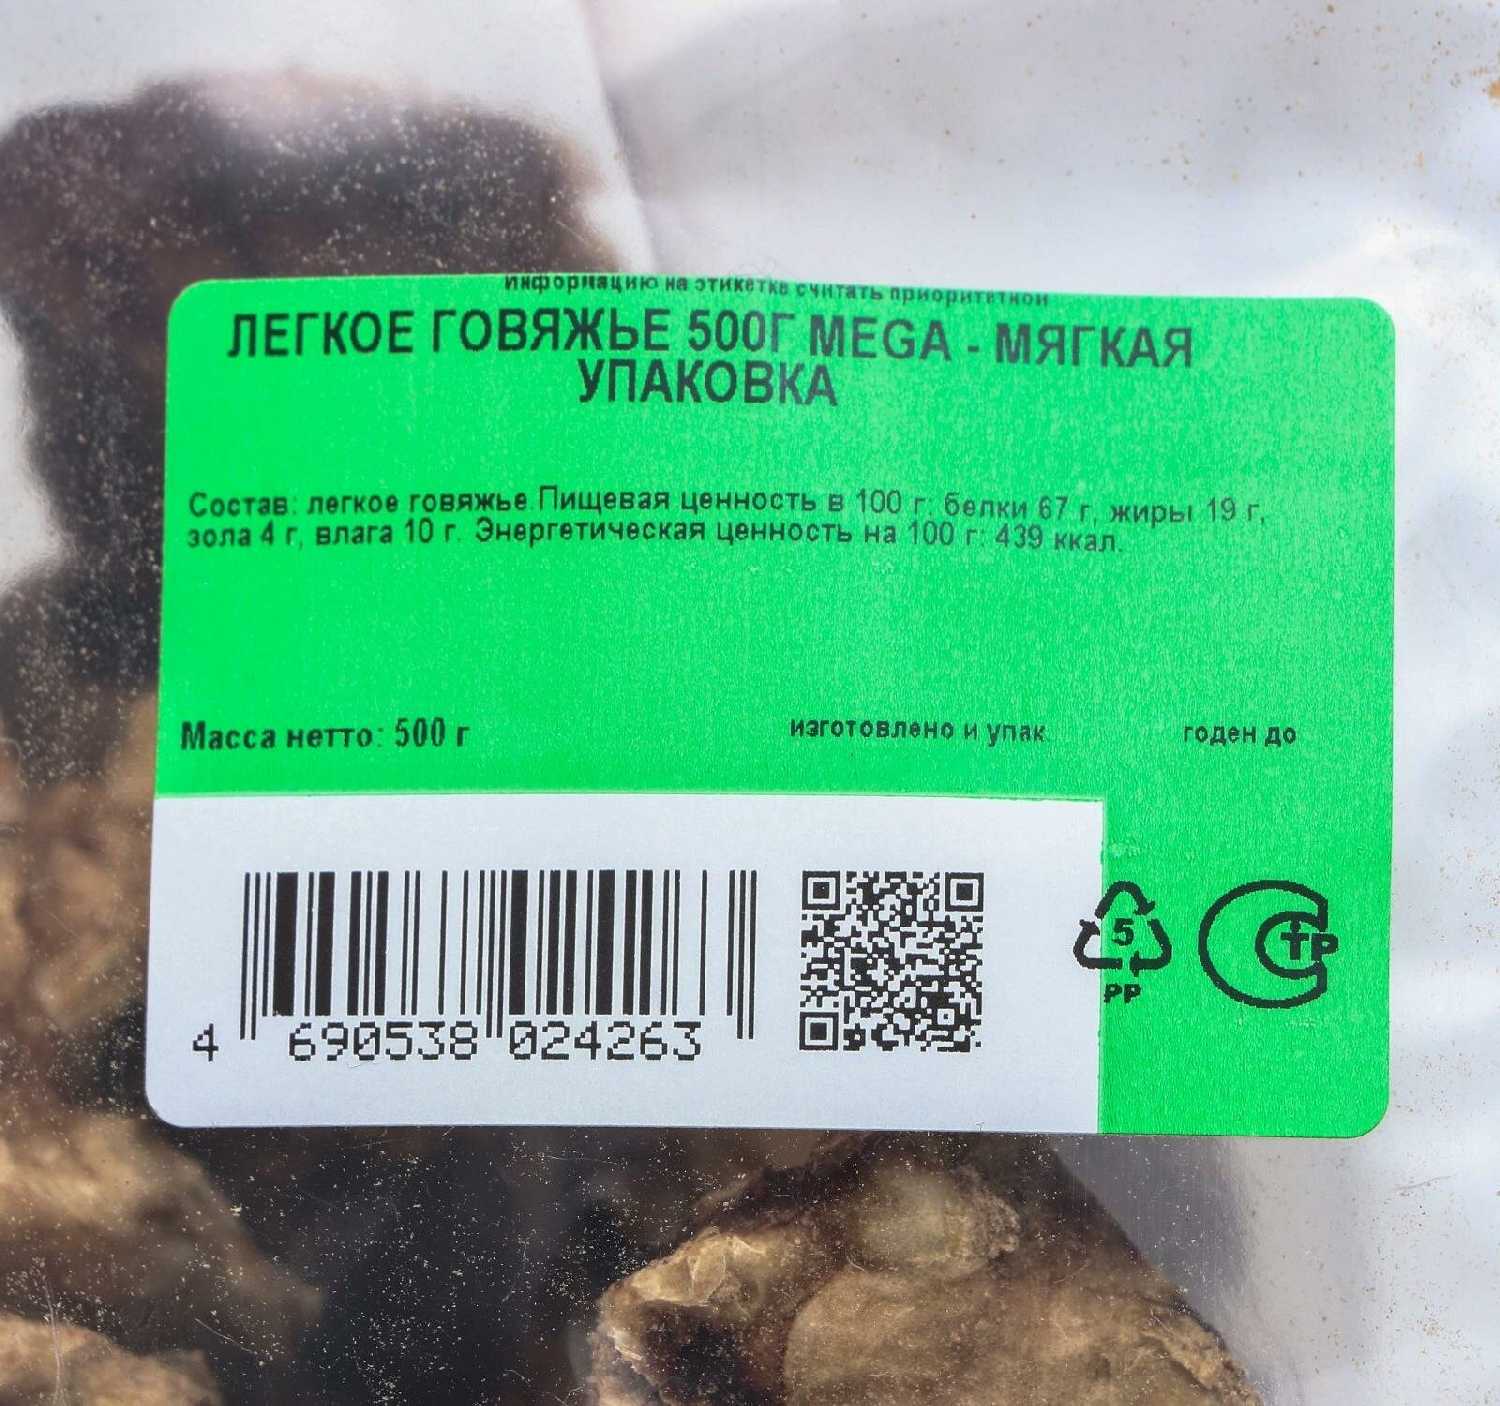 информацию на этикетке считать приоритетной
ЛЕГКОЕ ГОВЯЖЬЕ 500Г MEGA - МЯГКАЯ
УПАКОВКА
Состав: легкое говяжье.Пищевая ценность в 100 г: белки 67 г, жиры 19 г,
зола 4 г, влага 10 г. Энергетическая ценность на 100 г: 439 ккал.
Масса нетто: 500 г изготовлено и упак. годен до
5
PP
СТР
4 690538 024263